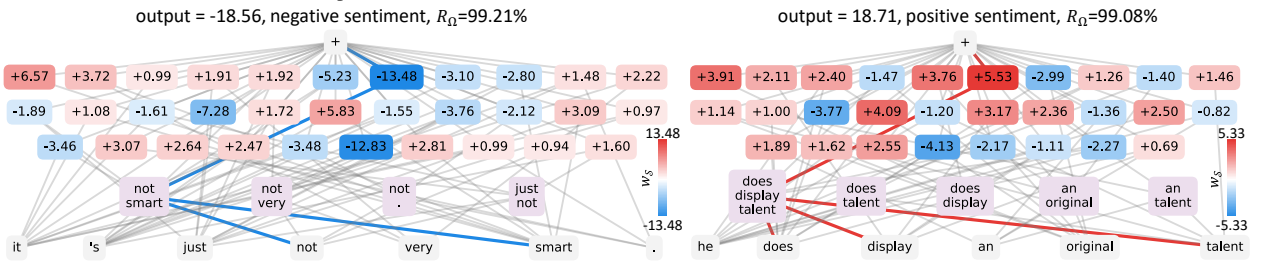 output = -18.56, negative sentiment, R_Ω=99.21%
+
+6.57 +3.72 +0.99 +1.91 +1.92 -5.23 -13.48 -3.10 -2.80 +1.48 +2.22
-1.89 +1.08 -1.61 -7.28 +1.72 +5.83 -1.55 -3.76 -2.12 +3.09 +0.97
-3.46 +3.07 +2.64 +2.47 -3.48 -12.83 +2.81 +0.99 +0.94 +1.60
13.48
w_S
-13.48
not
smart
not
very
not
.
just
not
it 's just not very smart .
output = 18.71, positive sentiment, R_Ω=99.08%
+
+3.91 +2.11 +2.40 -1.47 +3.76 +5.53 -2.99 +1.26 -1.40 +1.46
+1.14 +1.00 -3.77 +4.09 -1.20 +3.17 +2.36 -1.36 +2.50 -0.82
+1.89 +1.62 +2.55 -4.13 -2.17 -1.11 -2.27 +0.69
5.33
w_S
-5.33
does
display
talent
does
talent
does
display
an
original
an
talent
he does display an original talent